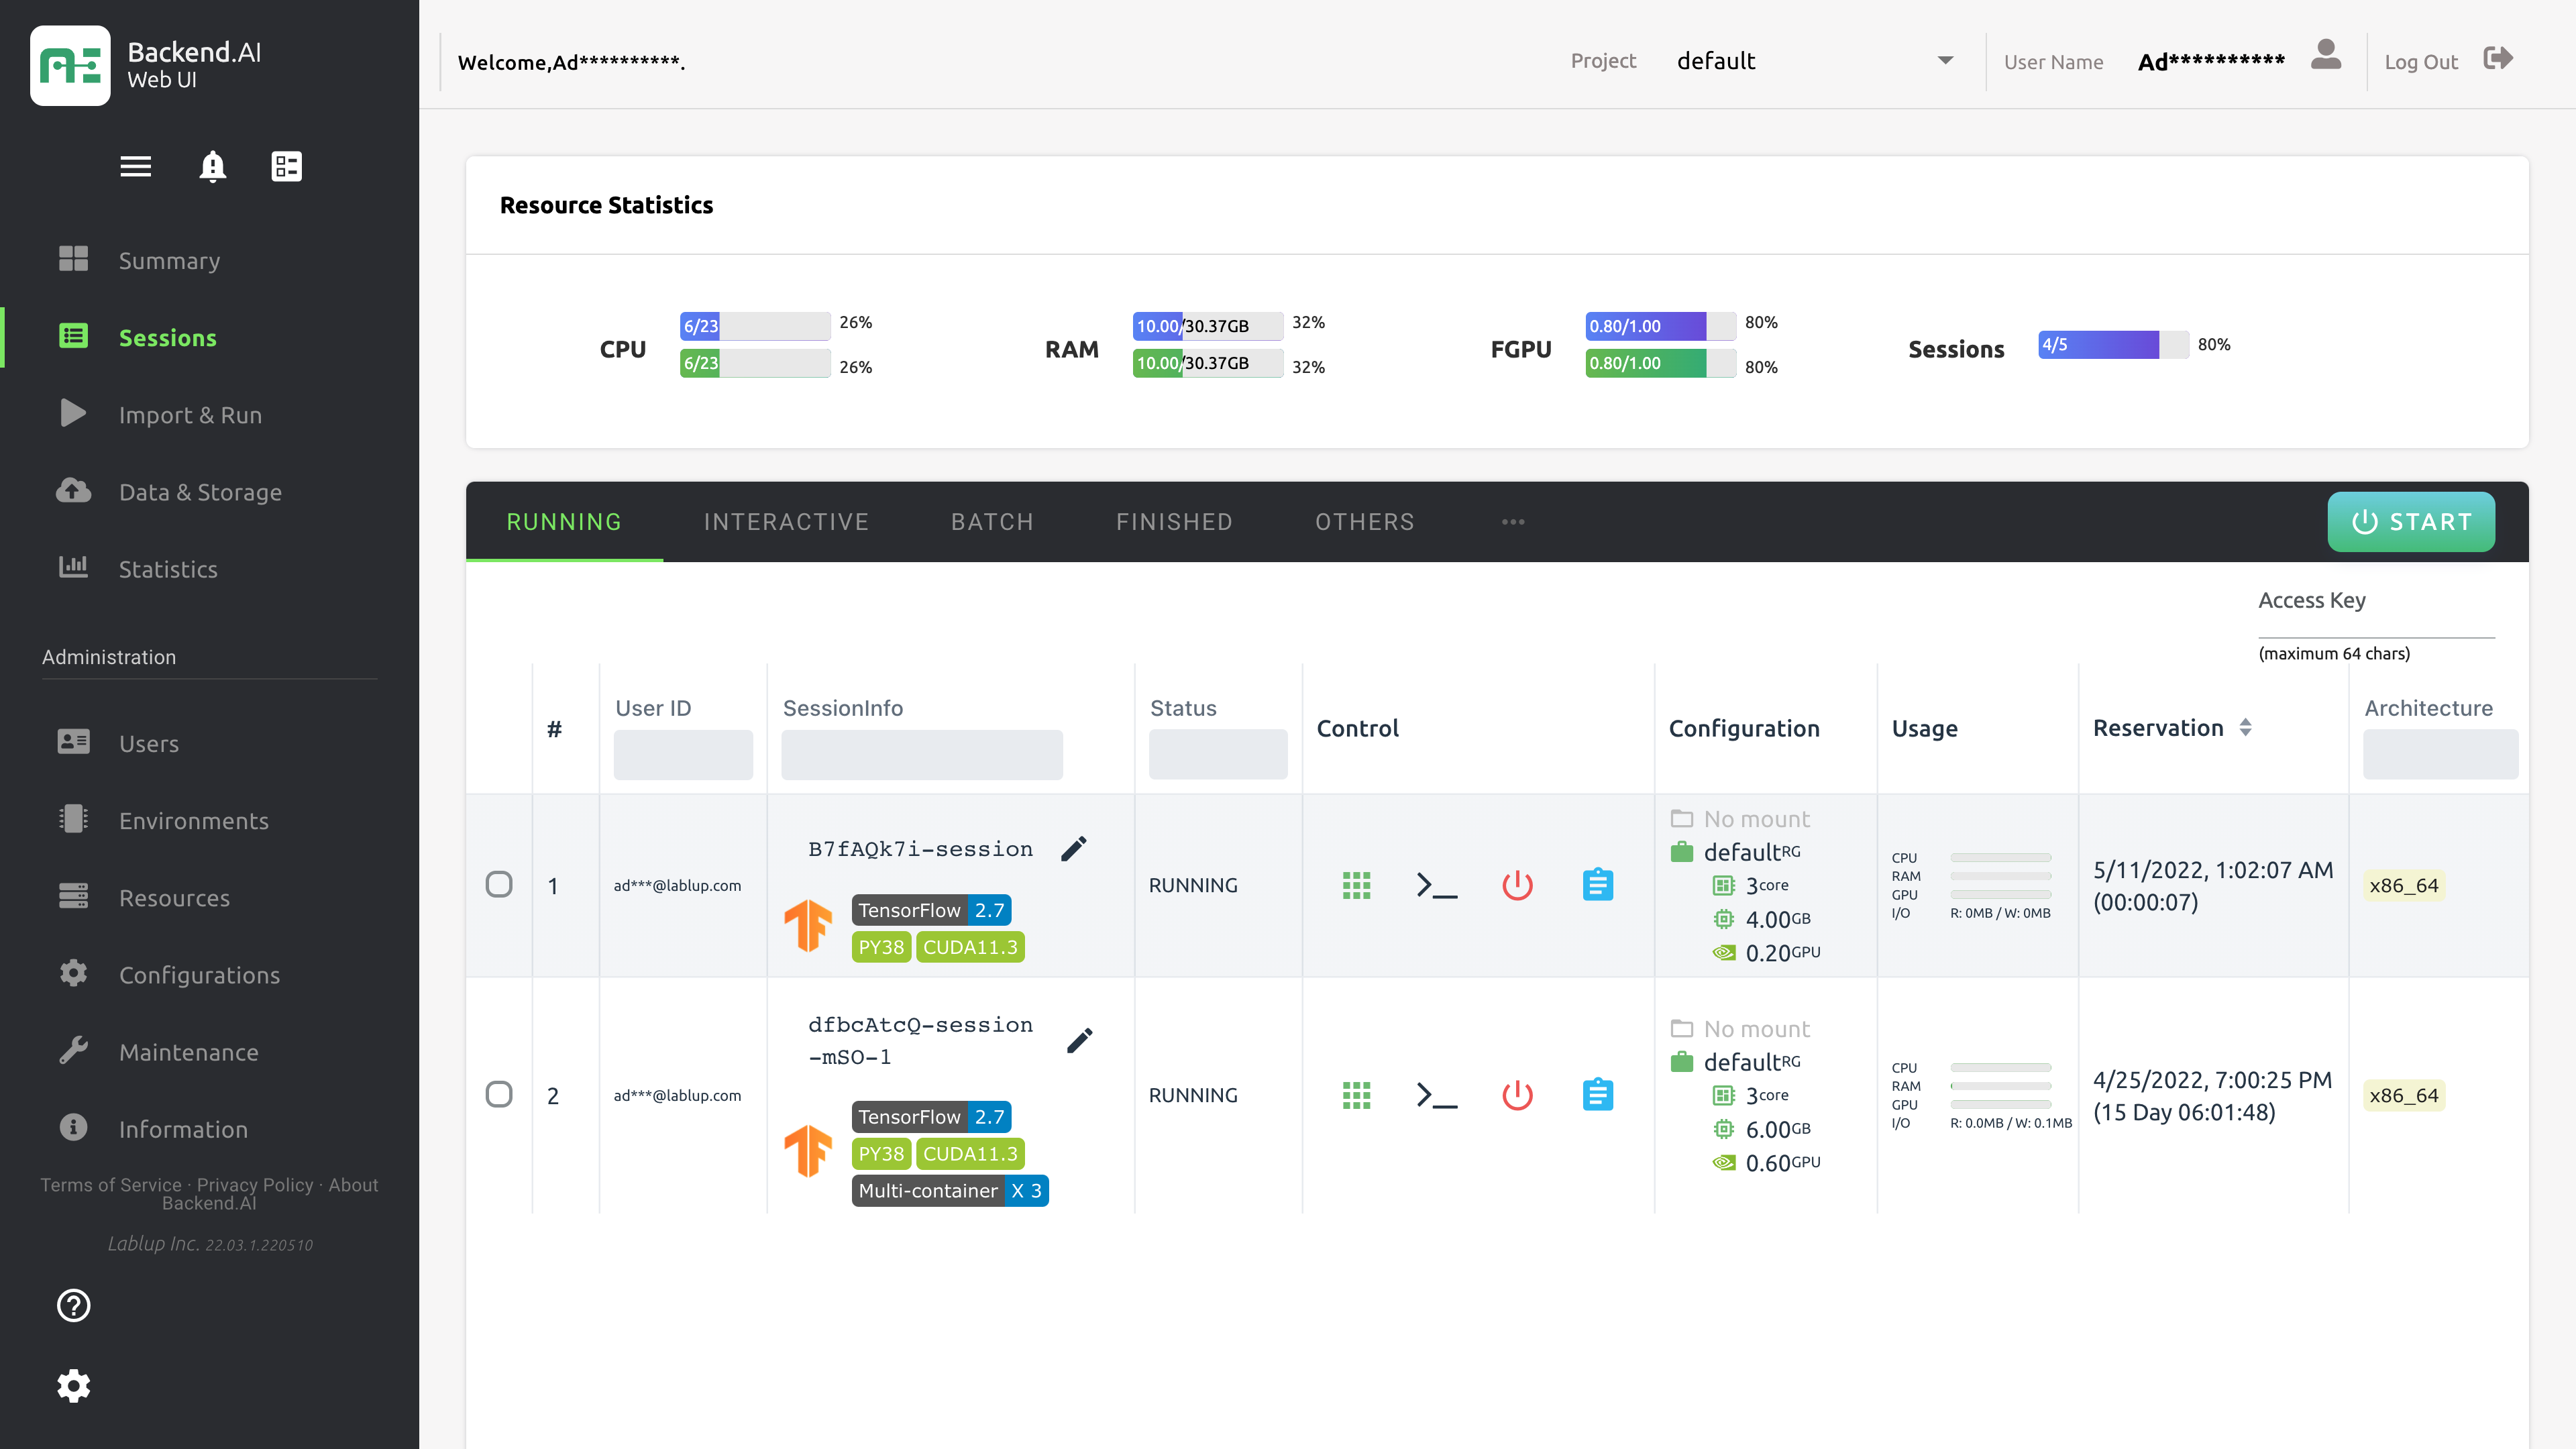 Backend.AI
Web UI
Welcome,Ad**********.
Project
default
User Name
Ad**********
Log Out
Summary
Sessions
Import & Run
Data & Storage
Statistics
Administration
Users
Environments
Resources
Configurations
Maintenance
Information
Terms of Service · Privacy Policy · About
Backend.AI
Lablup Inc. 22.03.1.220510
Resource Statistics
CPU
6/23
26%
6/23
26%
RAM
10.00/30.37GB
32%
10.00/30.37GB
32%
FGPU
0.80/1.00
80%
0.80/1.00
80%
Sessions
4/5
80%
RUNNING
INTERACTIVE
BATCH
FINISHED
OTHERS
START
Access Key
(maximum 64 chars)
#
User ID
SessionInfo
Status
Control
Configuration
Usage
Reservation
Architecture
1
ad***@lablup.com
B7fAQk7i-session
TensorFlow 2.7
PY38 CUDA11.3
RUNNING
No mount
defaultRG
3core
4.00GB
0.20GPU
CPU
RAM
GPU
I/O R: 0MB / W: 0MB
5/11/2022, 1:02:07 AM
(00:00:07)
x86_64
2
ad***@lablup.com
dfbcAtcQ-session
-mSO-1
TensorFlow 2.7
PY38 CUDA11.3
Multi-container X 3
RUNNING
No mount
defaultRG
3core
6.00GB
0.60GPU
CPU
RAM
GPU
I/O R: 0.0MB / W: 0.1MB
4/25/2022, 7:00:25 PM
(15 Day 06:01:48)
x86_64